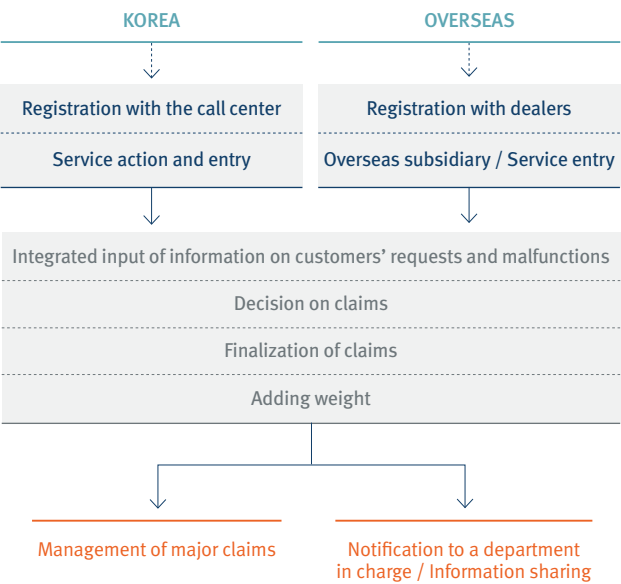 KOREA
OVERSEAS
Registration with the call center
Registration with dealers
Service action and entry
Overseas subsidiary / Service entry
Integrated input of information on customers’ requests and malfunctions
Decision on claims
Finalization of claims
Adding weight
Management of major claims
Notification to a department
in charge / Information sharing